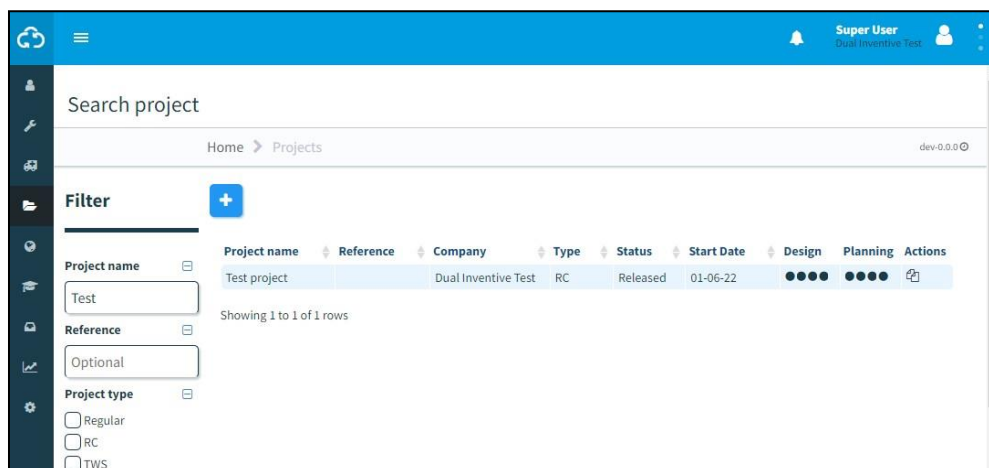 Super User
Dual Inventive Test
Search project
Home Projects
dev-0.0.0
Filter
Project name
Test
Reference
Optional
Project type
Regular
RC
TWS
Project name Reference Company Type Status Start Date Design Planning Actions
Test project Dual Inventive Test RC Released 01-06-22
Showing 1 to 1 of 1 rows